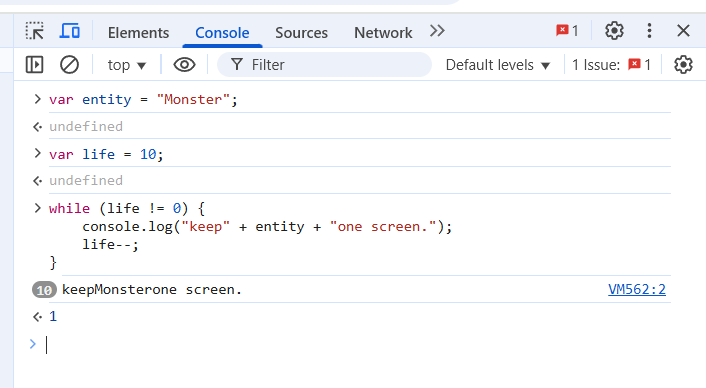 Elements Console Sources Network 1
top Filter Default levels 1 Issue: 1
var entity = "Monster";
undefined
var life = 10;
undefined
while (life != 0) {
    console.log("keep" + entity + "one screen.");
    life--;
}
10 keepMonsterone screen. VM562:2
1